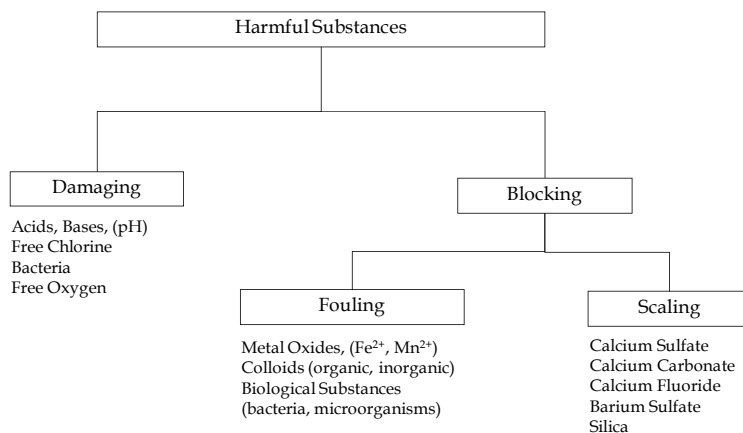 Harmful Substances
Damaging
Acids, Bases, (pH)
Free Chlorine
Bacteria
Free Oxygen
Blocking
Fouling
Metal Oxides, (Fe²⁺, Mn²⁺)
Colloids (organic, inorganic)
Biological Substances
(bacteria, microorganisms)
Scaling
Calcium Sulfate
Calcium Carbonate
Calcium Fluoride
Barium Sulfate
Silica